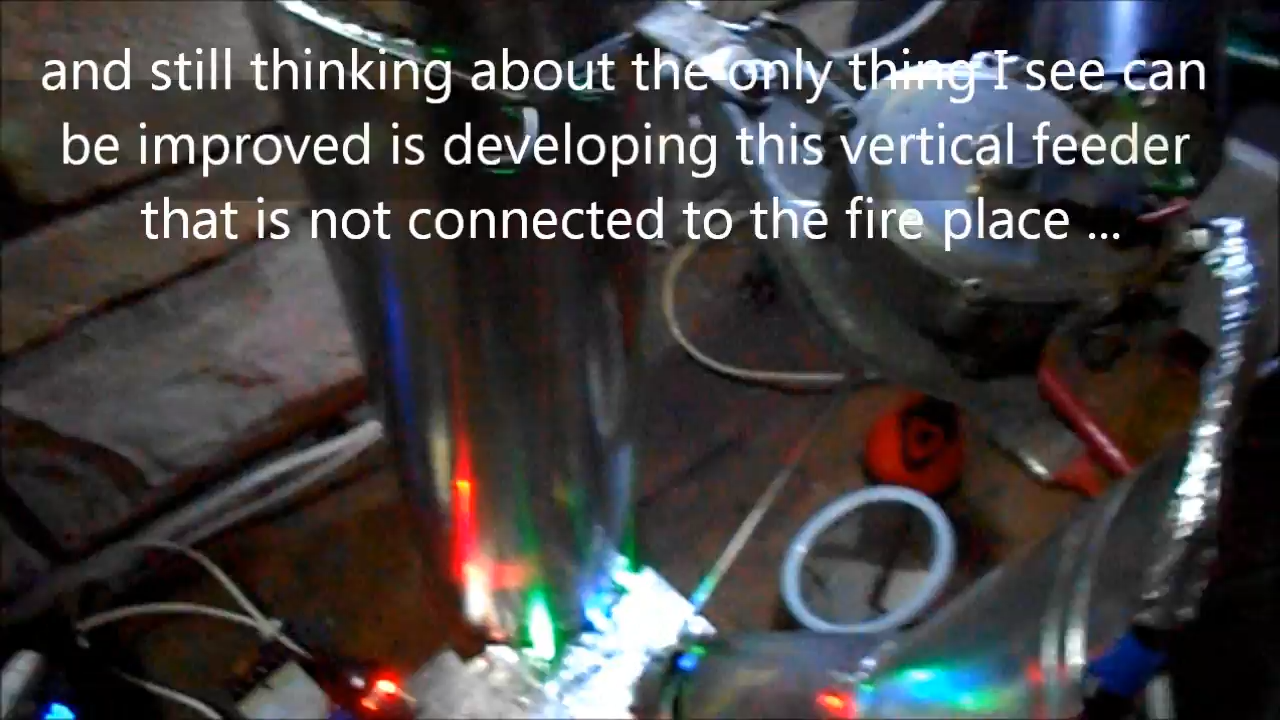 and still thinking about the only thing I see can
be improved is developing this vertical feeder
that is not connected to the fire place ...